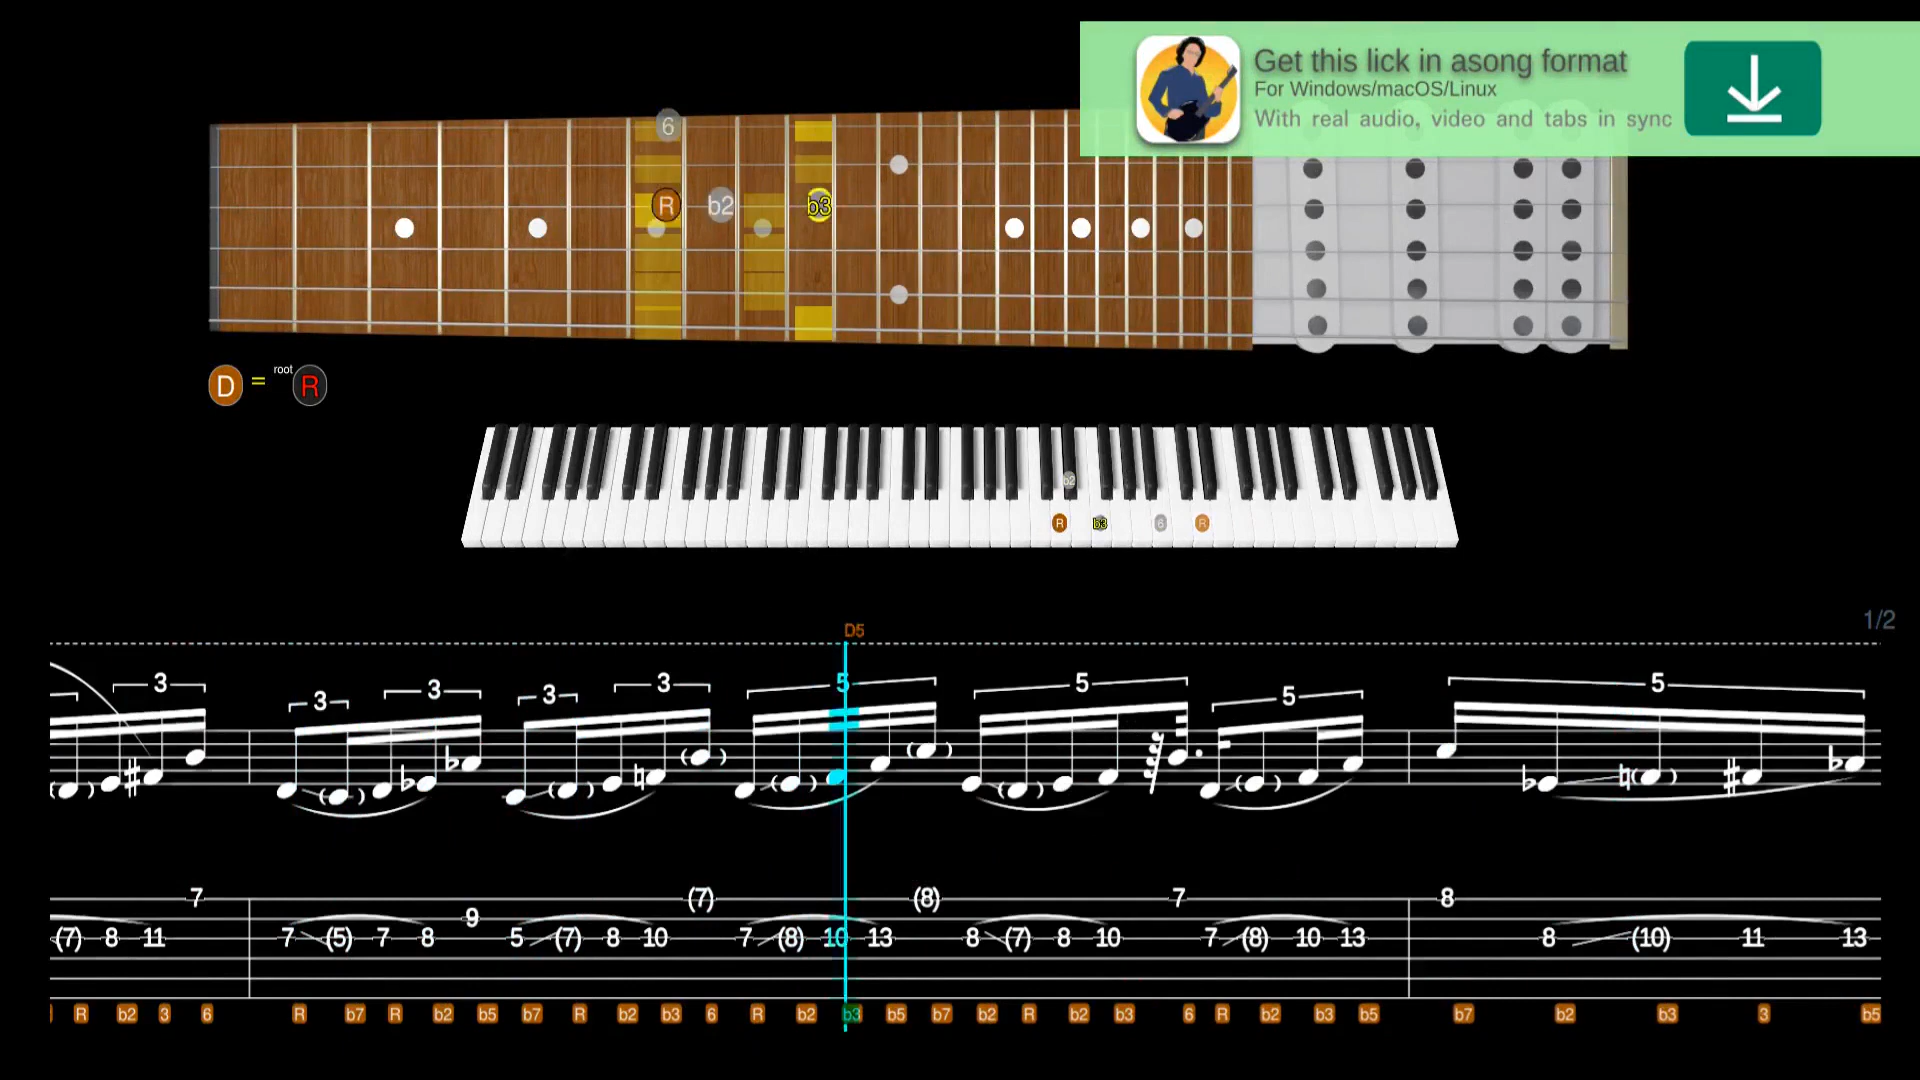 Get this lick in asong format
For Windows/macOS/Linux
With real audio, video and tabs in sync
6
R b2 b3
D = root R
b2
R b3 6 R
1/2
D5
3 3 3 3 3 5 5 5 5
7 (7) (8) 7 8
9
(7) 8 11 7 (5) 7 8 5 (7) 8 10 7 (8) 10 13 8 (7) 8 10 7 (8) 10 13 8 (10) 11 13
R b2 3 6 R b7 R b2 b5 b7 R b2 b3 6 R b2 b3 b5 b7 b2 R b2 b3 6 R b2 b3 b5 b7 b2 b3 3 b5